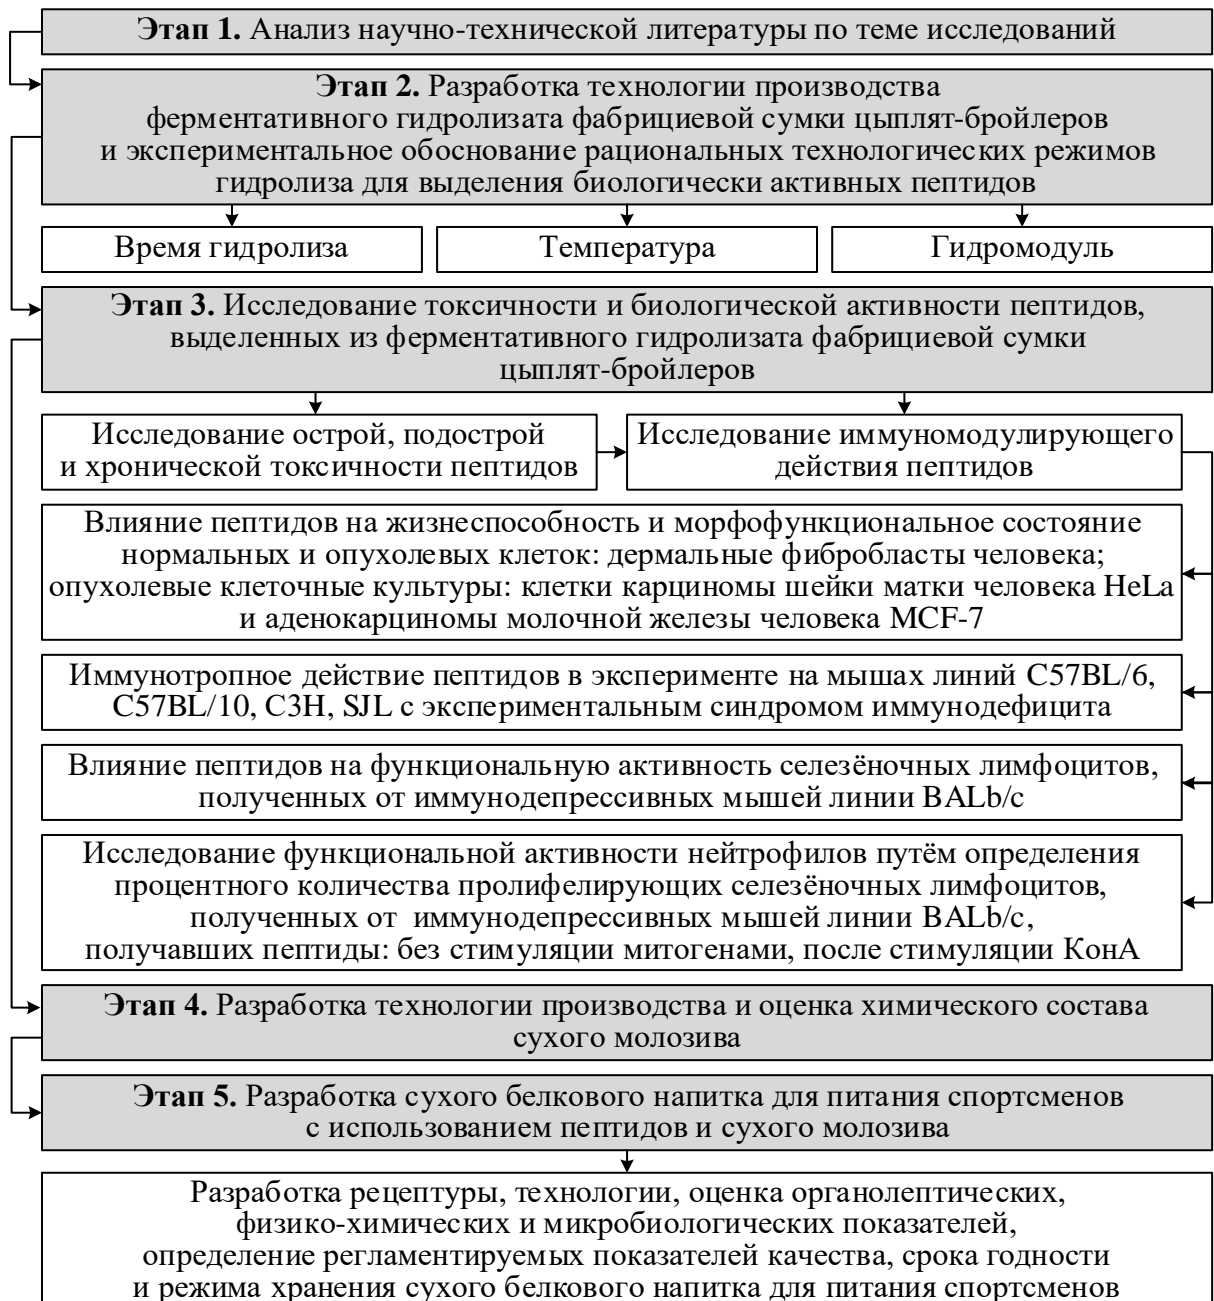 Этап 1. Анализ научно-технической литературы по теме исследований
Этап 2. Разработка технологии производства
ферментативного гидролизата фабрициевой сумки цыплят-бройлеров
и экспериментальное обоснование рациональных технологических режимов
гидролиза для выделения биологически активных пептидов
Время гидролиза
Температура
Гидромодуль
Этап 3. Исследование токсичности и биологической активности пептидов,
выделенных из ферментативного гидролизата фабрициевой сумки
цыплят-бройлеров
Исследование острой, подострой
и хронической токсичности пептидов
Исследование иммуномодулирующего
действия пептидов
Влияние пептидов на жизнеспособность и морфофункциональное состояние
нормальных и опухолевых клеток: дермальные фибробласты человека;
опухолевые клеточные культуры: клетки карциномы шейки матки человека HeLa
и аденокарциномы молочной железы человека MCF-7
Иммунотропное действие пептидов в эксперименте на мышах линий C57BL/6,
C57BL/10, C3H, SJL с экспериментальным синдромом иммунодефицита
Влияние пептидов на функциональную активность селезёночных лимфоцитов,
полученных от иммунодепрессивных мышей линии BALb/c
Исследование функциональной активности нейтрофилов путём определения
процентного количества пролифелирующих селезёночных лимфоцитов,
полученных от иммунодепрессивных мышей линии BALb/c,
получавших пептиды: без стимуляции митогенами, после стимуляции КонА
Этап 4. Разработка технологии производства и оценка химического состава
сухого молозива
Этап 5. Разработка сухого белкового напитка для питания спортсменов
с использованием пептидов и сухого молозива
Разработка рецептуры, технологии, оценка органолептических,
физико-химических и микробиологических показателей,
определение регламентируемых показателей качества, срока годности
и режима хранения сухого белкового напитка для питания спортсменов